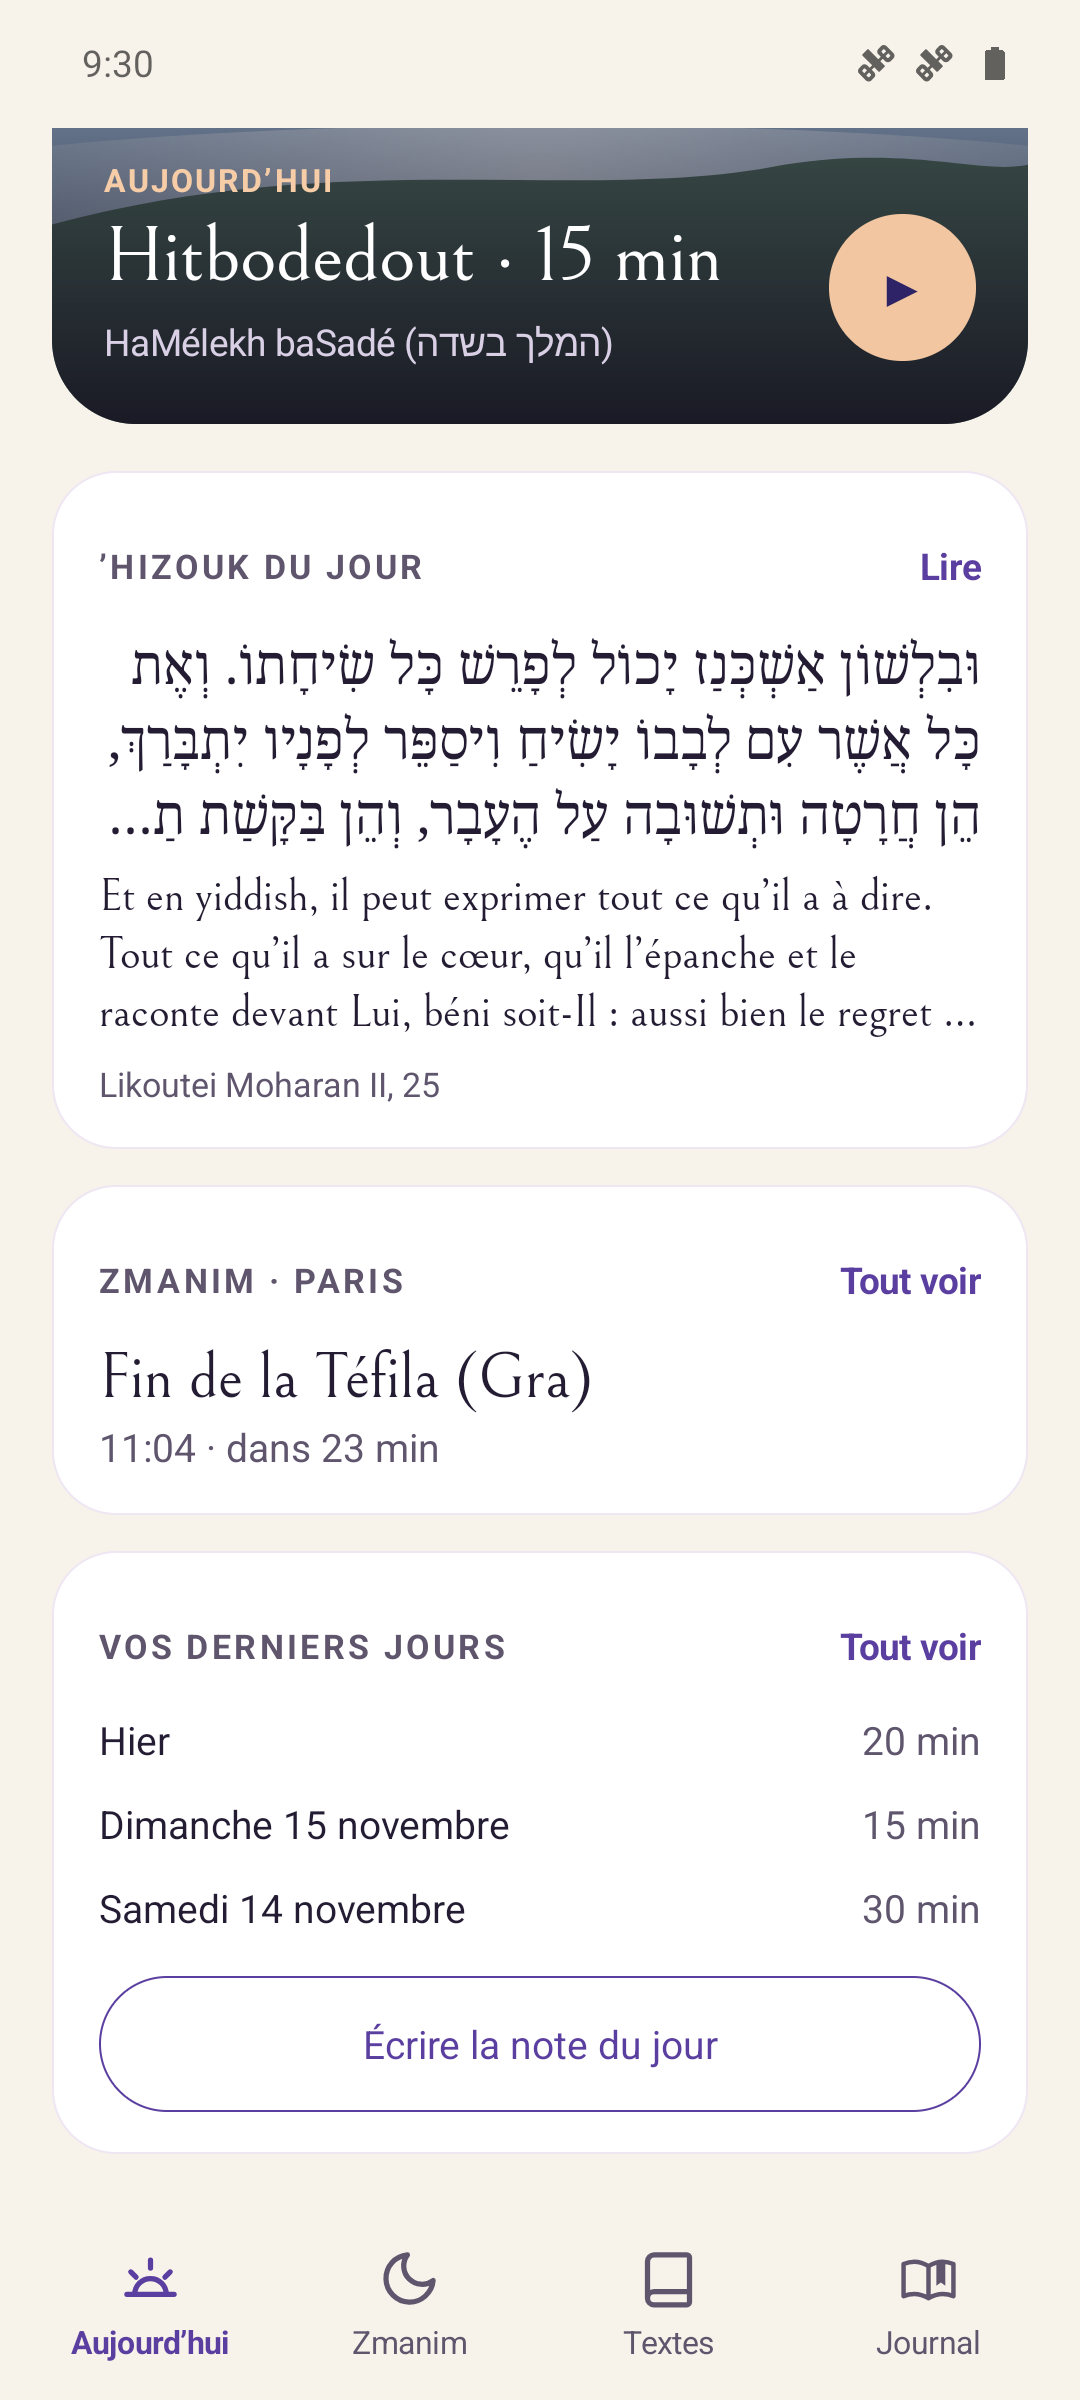 9:30
AUJOURD’HUI
Hitbodedout · 15 min
HaMélekh baSadé (המלך בשדה)
’HIZOUK DU JOUR
Lire
וּבִלְשׁוֹן אַשְׁכְּנַז יָכוֹל לְפָרֵשׁ כָּל שִׂיחָתוֹ. וְאֶת
כָּל אֲשֶׁר עִם לְבָבוֹ יָשִׂיחַ וִיסַפֵּר לְפָנָיו יִתְבָּרַךְ,
הֵן חֲרָטָה וּתְשׁוּבָה עַל הֶעָבָר, וְהֵן בַּקָּשַׁת תַ...
Et en yiddish, il peut exprimer tout ce qu’il a à dire.
Tout ce qu’il a sur le cœur, qu’il l’épanche et le
raconte devant Lui, béni soit-Il : aussi bien le regret ...
Likoutei Moharan II, 25
ZMANIM · PARIS
Tout voir
Fin de la Téfila (Gra)
11:04 · dans 23 min
VOS DERNIERS JOURS
Tout voir
Hier
20 min
Dimanche 15 novembre
15 min
Samedi 14 novembre
30 min
Écrire la note du jour
Aujourd’hui
Zmanim
Textes
Journal